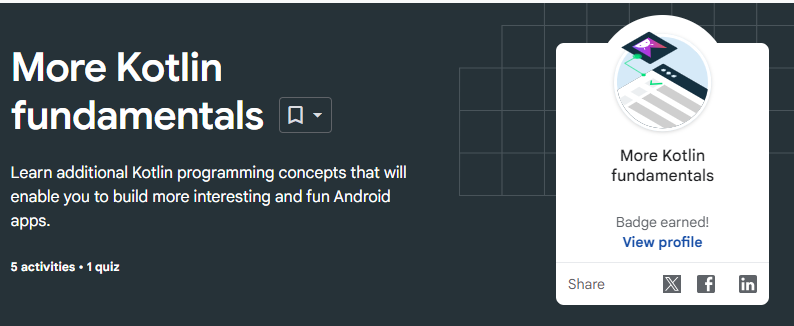 More Kotlin
fundamentals
Learn additional Kotlin programming concepts that will
enable you to build more interesting and fun Android
apps.
5 activities • 1 quiz
More Kotlin
fundamentals
Badge earned!
View profile
Share